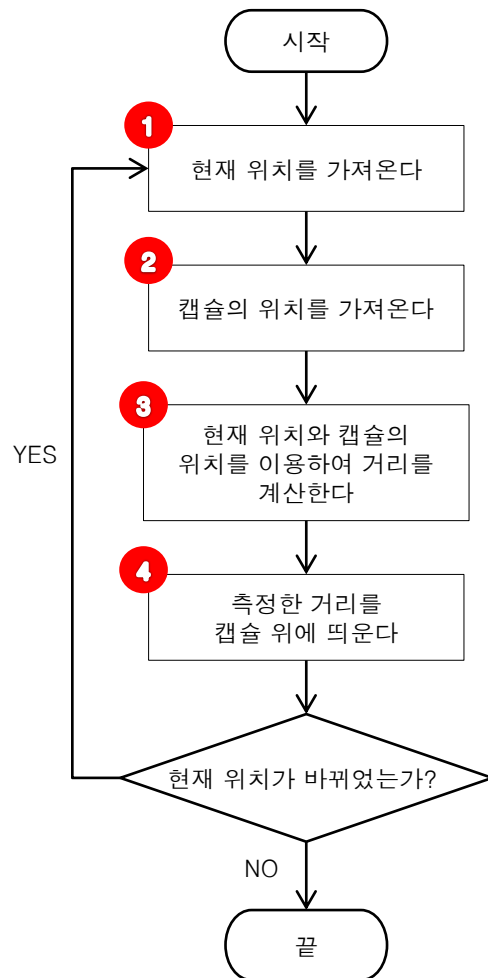 시작
1
현재 위치를 가져온다
2
캡슐의 위치를 가져온다
3
현재 위치와 캡슐의
위치를 이용하여 거리를
계산한다
YES
4
측정한 거리를
캡슐 위에 띄운다
현재 위치가 바뀌었는가?
NO
끝